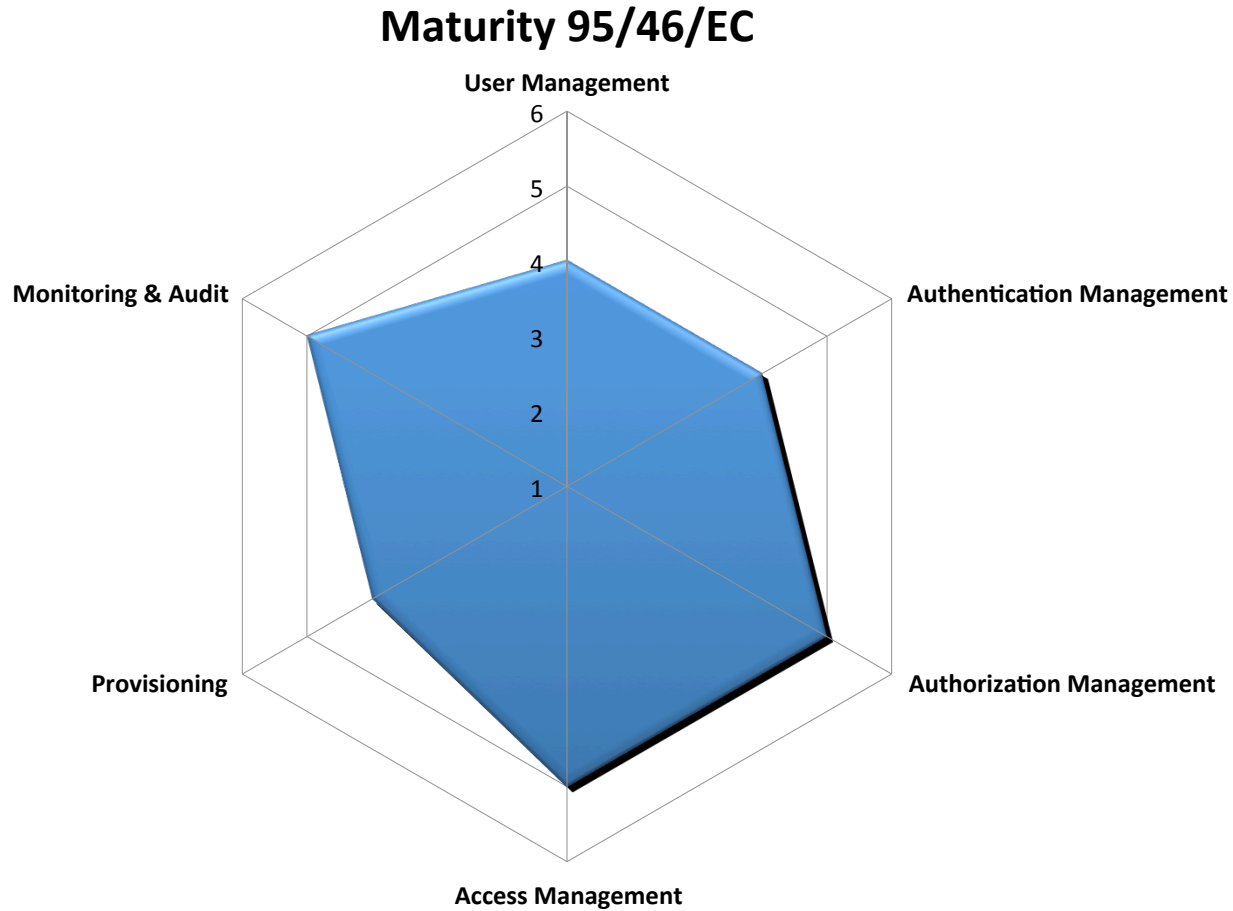 Maturity 95/46/EC
User Management
6
5
4
3
2
1
Monitoring & Audit
Authentication Management
Provisioning
Authorization Management
Access Management